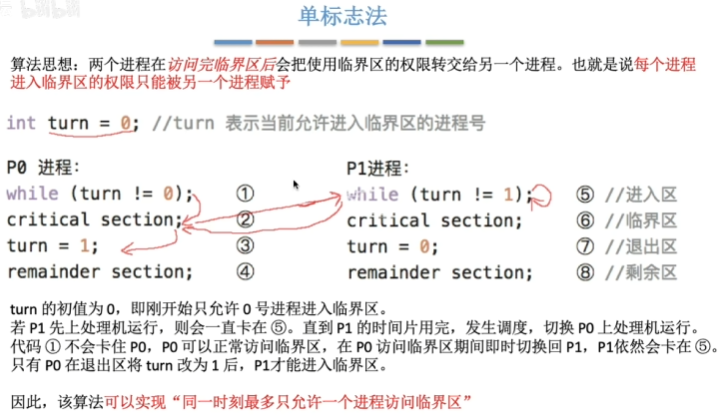 单标志法
算法思想：两个进程在访问完临界区后会把使用临界区的权限转交给另一个进程。也就是说每个进程
进入临界区的权限只能被另一个进程赋予
int turn = 0; //turn 表示当前允许进入临界区的进程号
P0 进程： P1进程：
while (turn != 0); ① while (turn != 1); ⑤ //进入区
critical section; ② critical section; ⑥ //临界区
turn = 1; ③ turn = 0; ⑦ //退出区
remainder section; ④ remainder section; ⑧ //剩余区
turn 的初值为 0，即刚开始只允许 0 号进程进入临界区。
若 P1 先上处理机运行，则会一直卡在 ⑤。直到 P1 的时间片用完，发生调度，切换 P0 上处理机运行。
代码 ① 不会卡住 P0，P0 可以正常访问临界区，在 P0 访问临界区期间即时切换回 P1，P1依然会卡在 ⑤。
只有 P0 在退出区将 turn 改为 1 后，P1才能进入临界区。
因此，该算法可以实现“同一时刻最多只允许一个进程访问临界区”